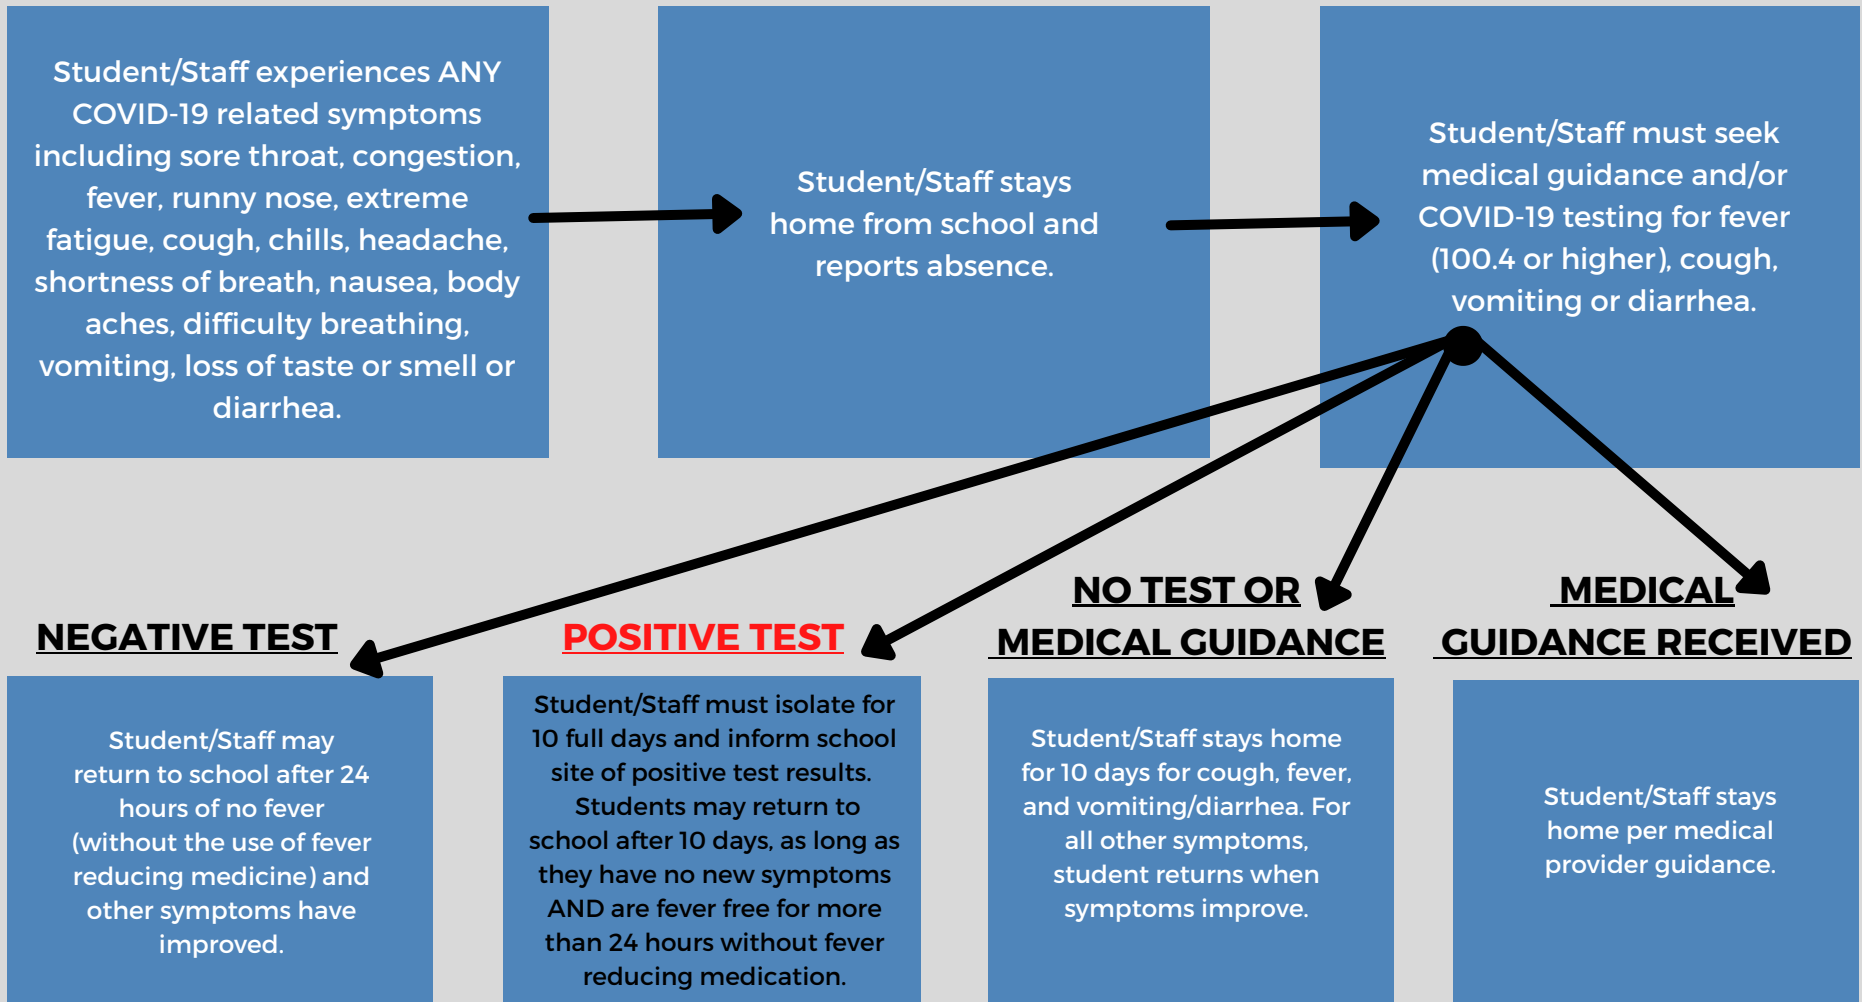 Student/Staff experiences ANY
COVID-19 related symptoms
including sore throat, congestion,
fever, runny nose, extreme
fatigue, cough, chills, headache,
shortness of breath, nausea, body
aches, difficulty breathing,
vomiting, loss of taste or smell or
diarrhea.
Student/Staff stays
home from school and
reports absence.
Student/Staff must seek
medical guidance and/or
COVID-19 testing for fever
(100.4 or higher), cough,
vomiting or diarrhea.
NEGATIVE TEST
Student/Staff may
return to school after 24
hours of no fever
(without the use of fever
reducing medicine) and
other symptoms have
improved.
POSITIVE TEST
Student/Staff must isolate for
10 full days and inform school
site of positive test results.
Students may return to
school after 10 days, as long as
they have no new symptoms
AND are fever free for more
than 24 hours without fever
reducing medication.
NO TEST OR
MEDICAL GUIDANCE
Student/Staff stays home
for 10 days for cough, fever,
and vomiting/diarrhea. For
all other symptoms,
student returns when
symptoms improve.
MEDICAL
GUIDANCE RECEIVED
Student/Staff stays
home per medical
provider guidance.